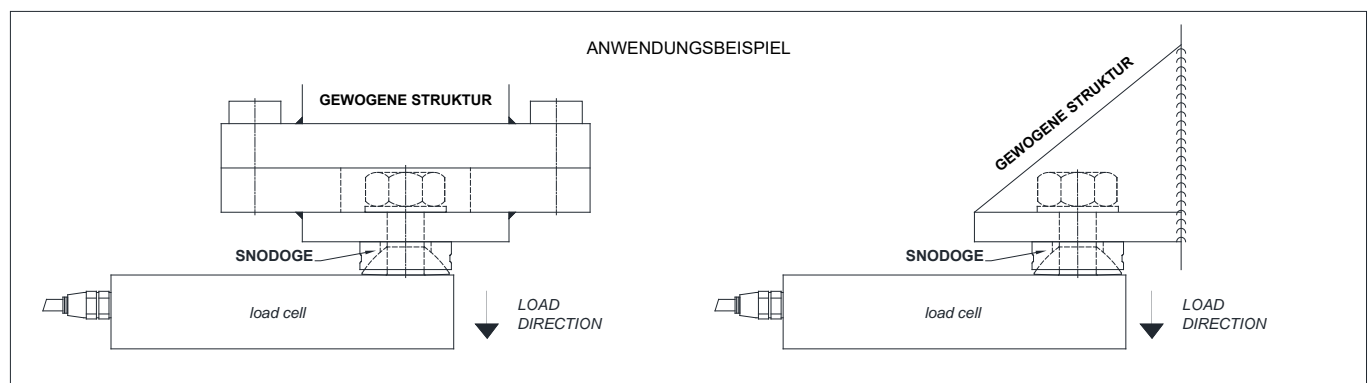 ANWENDUNGSBEISPIEL
GEWOGENE STRUKTUR
SNODOGE
load cell
LOAD
DIRECTION
GEWOGENE STRUKTUR
SNODOGE
load cell
LOAD
DIRECTION